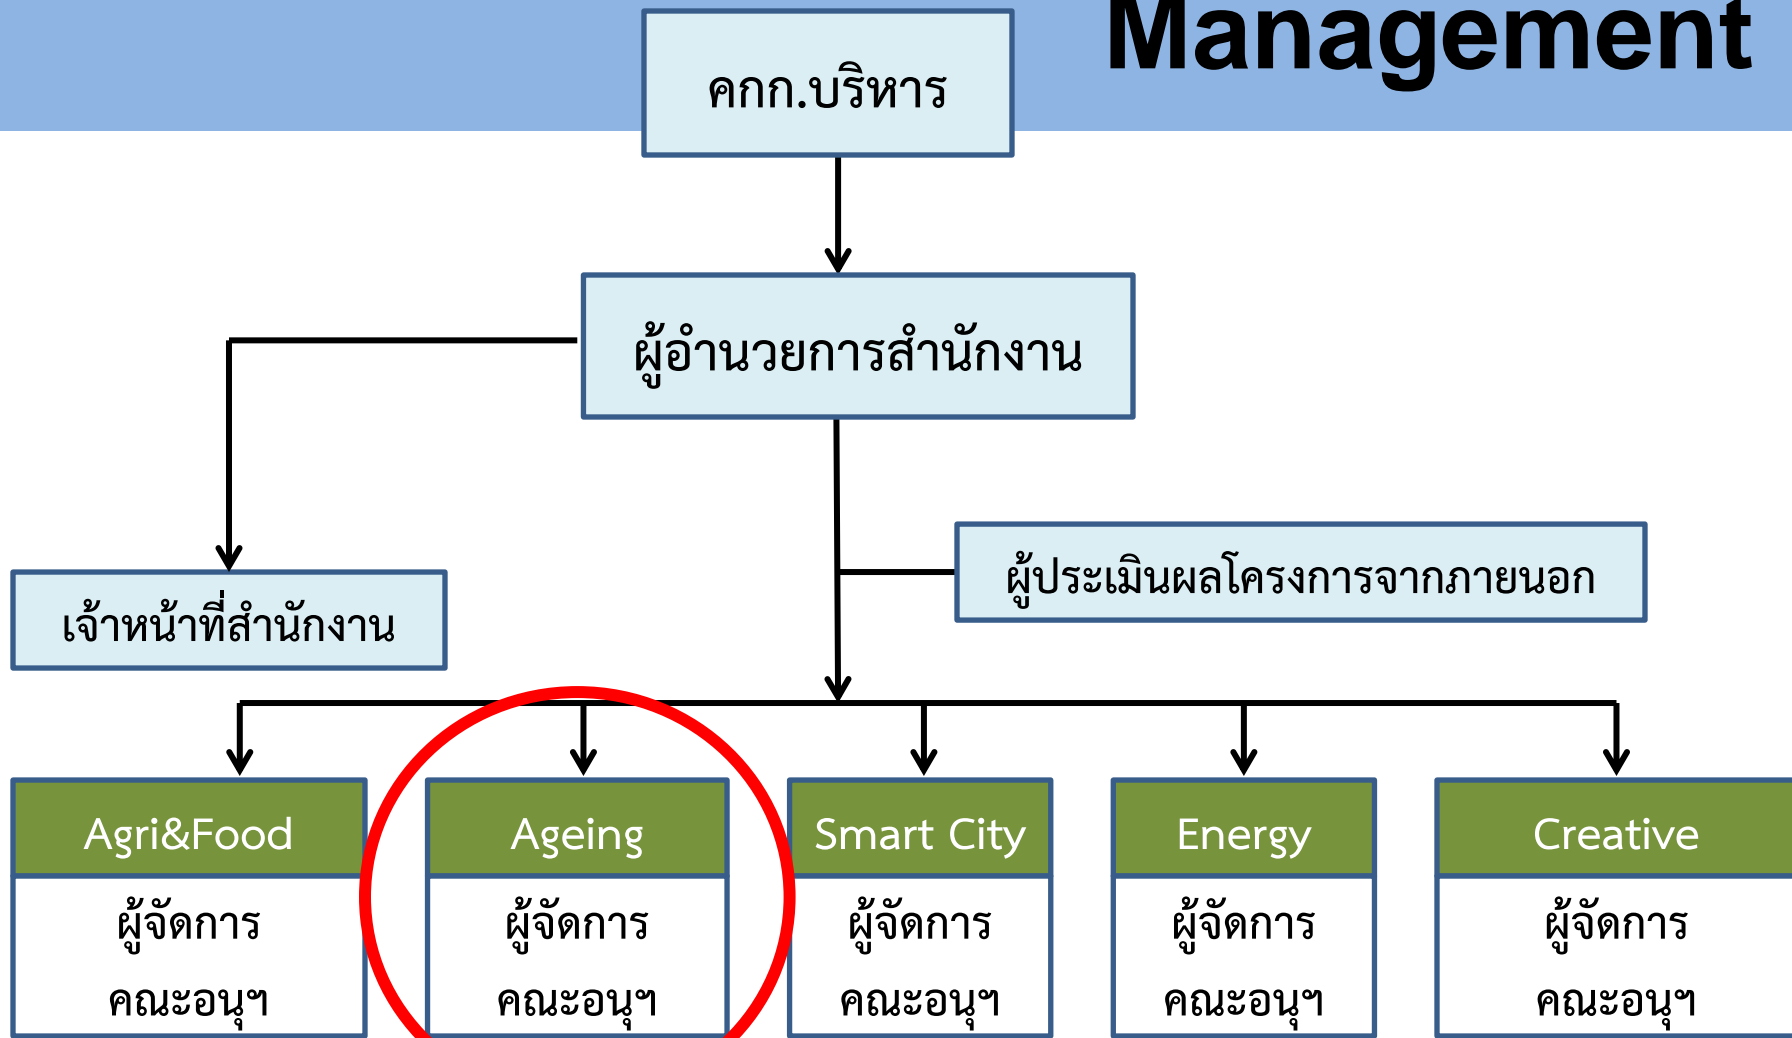 Management
คกก.บริหาร
ผู้อำนวยการสำนักงาน
ผู้ประเมินผลโครงการจากภายนอก
เจ้าหน้าที่สำนักงาน
Agri&Food
ผู้จัดการ
คณะอนุฯ
Ageing
ผู้จัดการ
คณะอนุฯ
Smart City
ผู้จัดการ
คณะอนุฯ
Energy
ผู้จัดการ
คณะอนุฯ
Creative
ผู้จัดการ
คณะอนุฯ